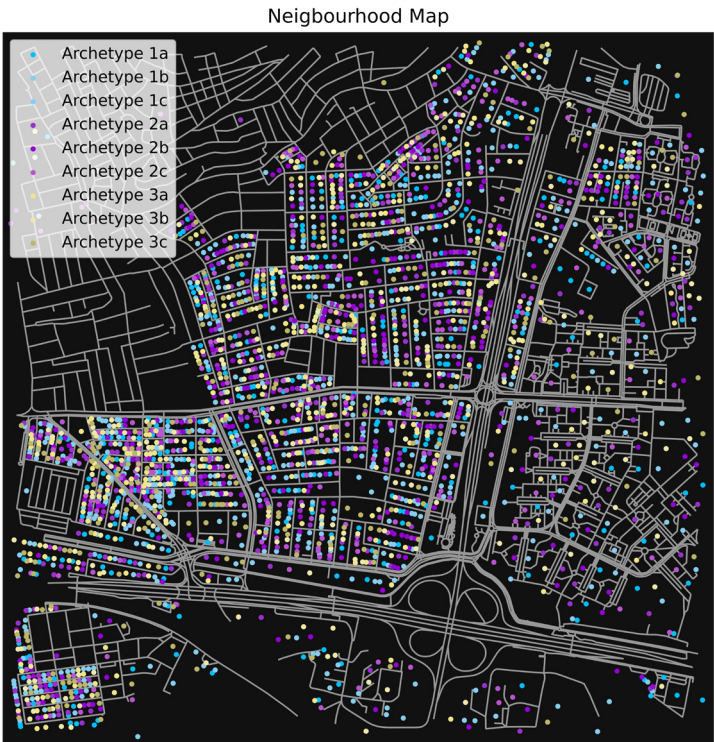 Neigbourhood Map
Archetype 1a
Archetype 1b
Archetype 1c
Archetype 2a
Archetype 2b
Archetype 2c
Archetype 3a
Archetype 3b
Archetype 3c